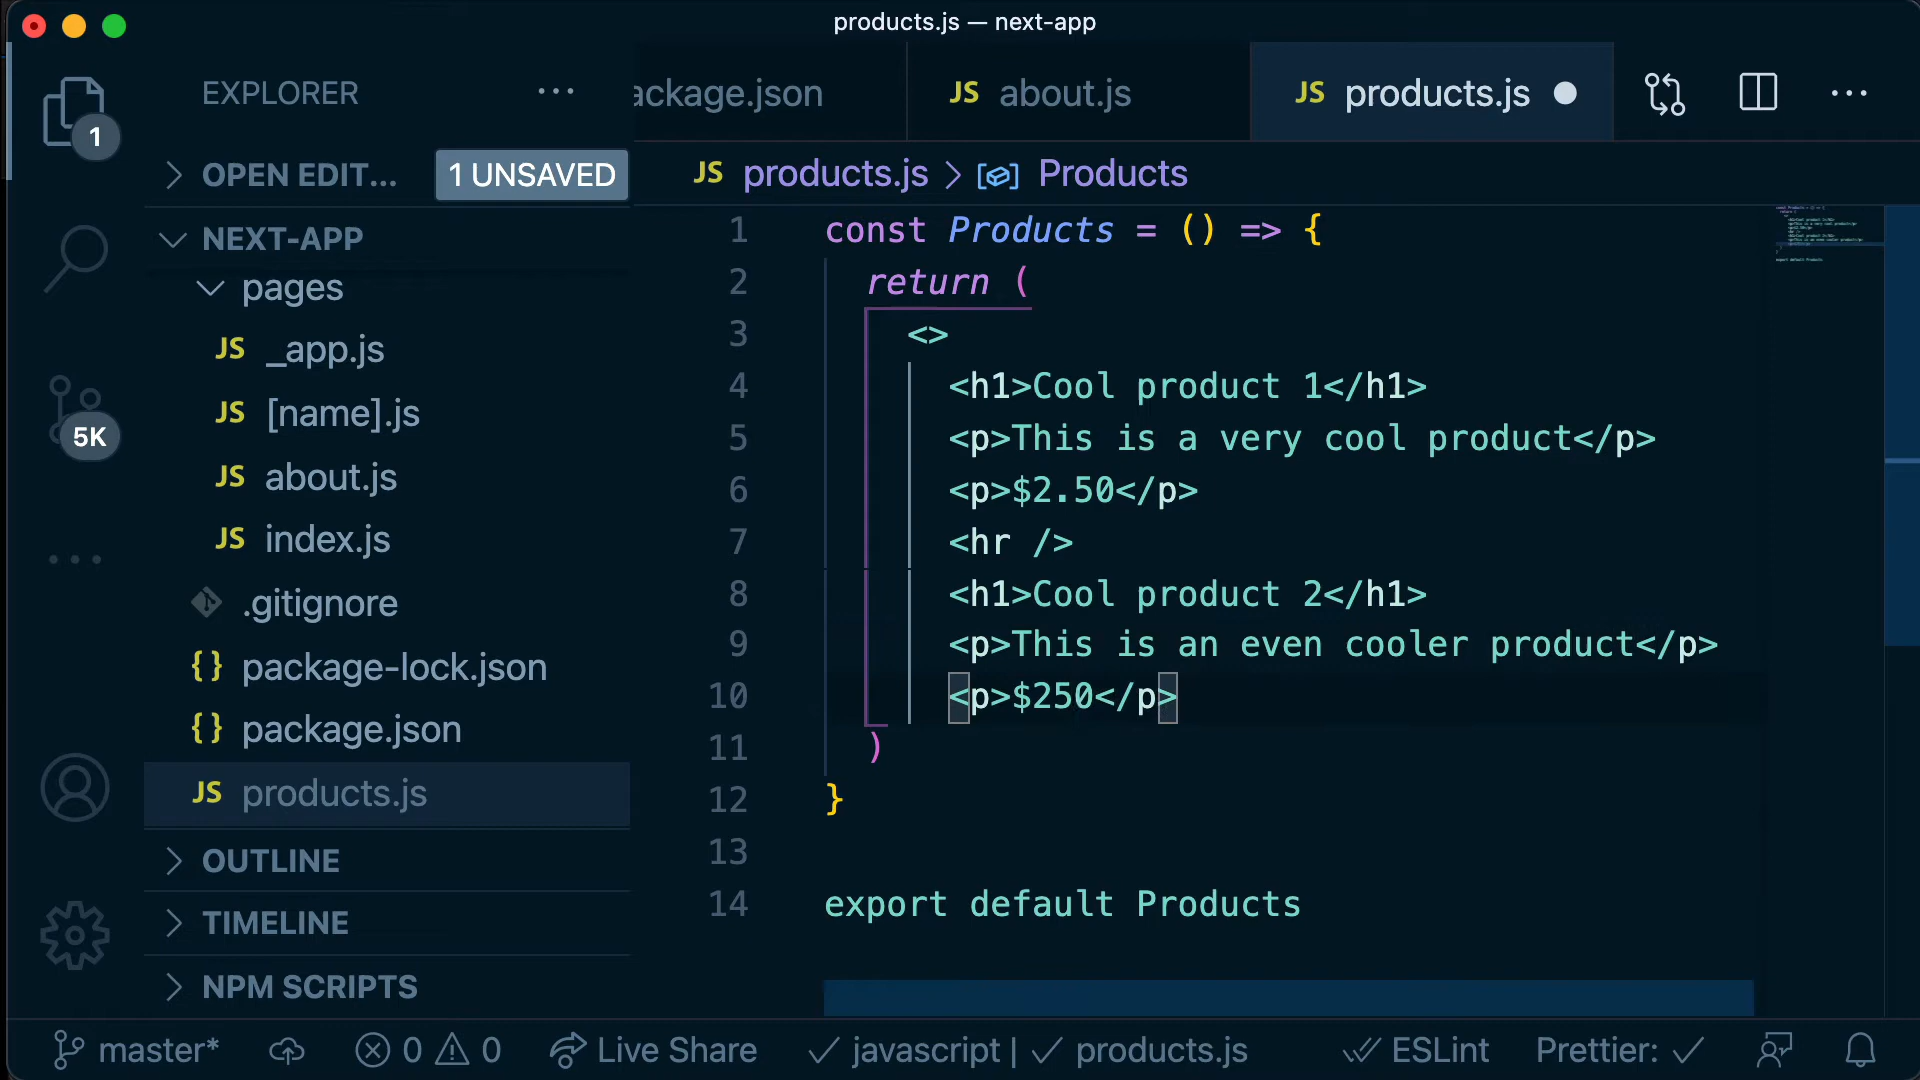 products.js — next-app
EXPLORER ...
ackage.json
JS about.js
JS products.js
1
OPEN EDIT... 1 UNSAVED
JS products.js > Products
NEXT-APP
pages
JS _app.js
JS [name].js
5K
JS about.js
JS index.js
.gitignore
{} package-lock.json
{} package.json
JS products.js
OUTLINE
TIMELINE
NPM SCRIPTS
1 const Products = () => {
2 return (
3 <>
4 <h1>Cool product 1</h1>
5 <p>This is a very cool product</p>
6 <p>$2.50</p>
7 <hr />
8 <h1>Cool product 2</h1>
9 <p>This is an even cooler product</p>
10 <p>$250</p>
11 )
12 }
13
14 export default Products
master* 0 0 Live Share ✓ javascript | ✓ products.js ESLint Prettier: ✓